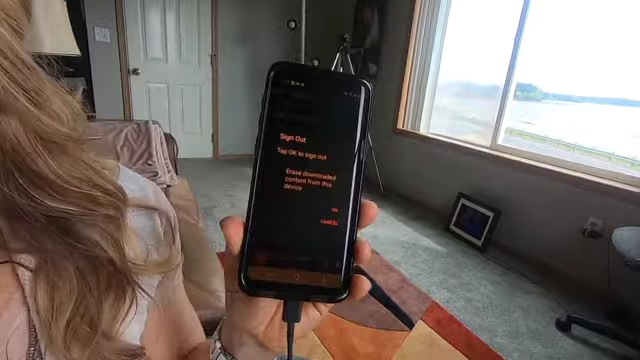 Sign Out
Tap OK to sign out
Erase downloaded
content from this
device
OK
CANCEL